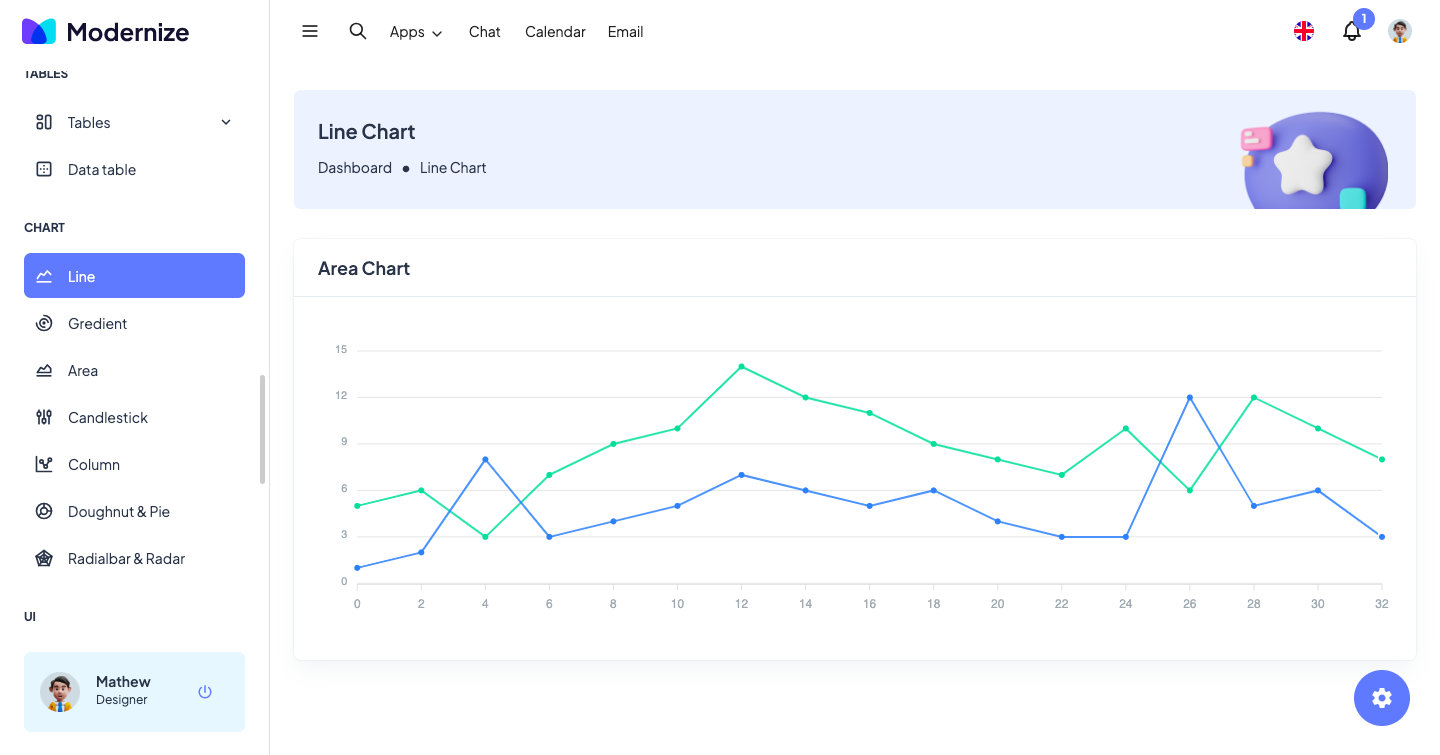 Modernize
TABLES
Tables
Data table
CHART
Line
Gredient
Area
Candlestick
Column
Doughnut & Pie
Radialbar & Radar
UI
Mathew
Designer
Apps
Chat
Calendar
Email
1
Line Chart
Dashboard • Line Chart
Area Chart
15
12
9
6
3
0
0 2 4 6 8 10 12 14 16 18 20 22 24 26 28 30 32